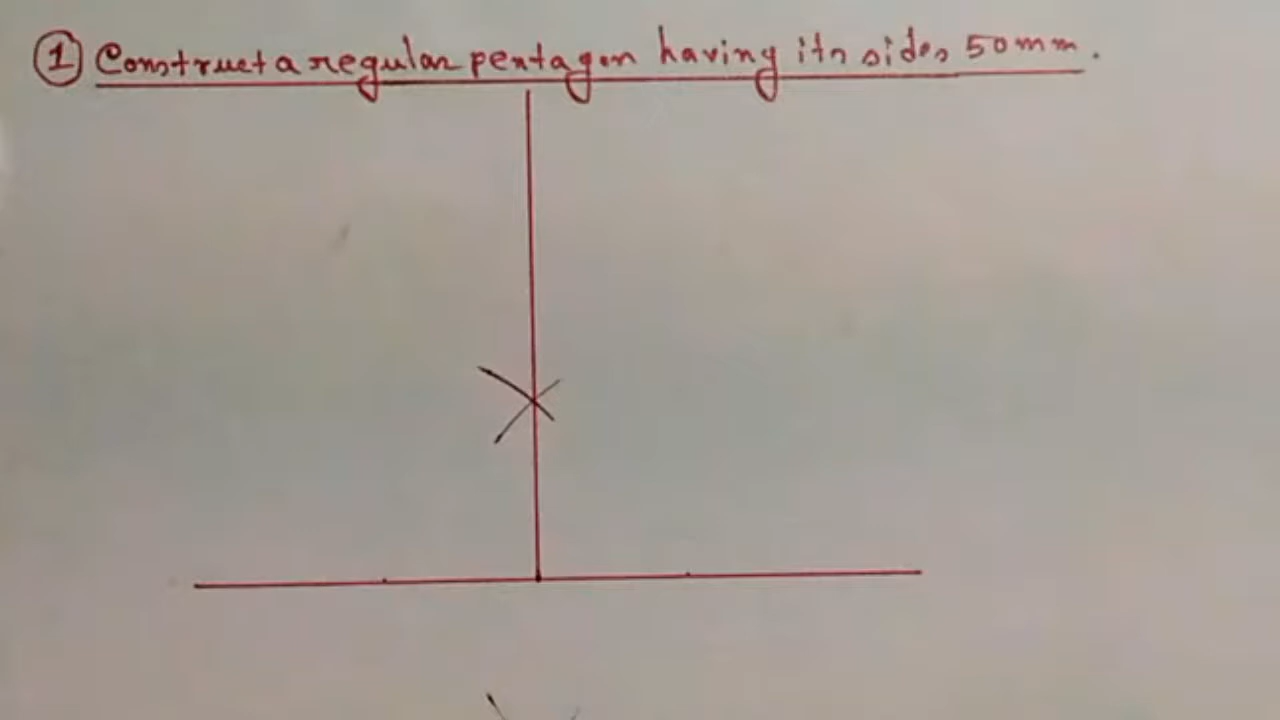 ① Construct a regular pentagon having its sides 50mm.